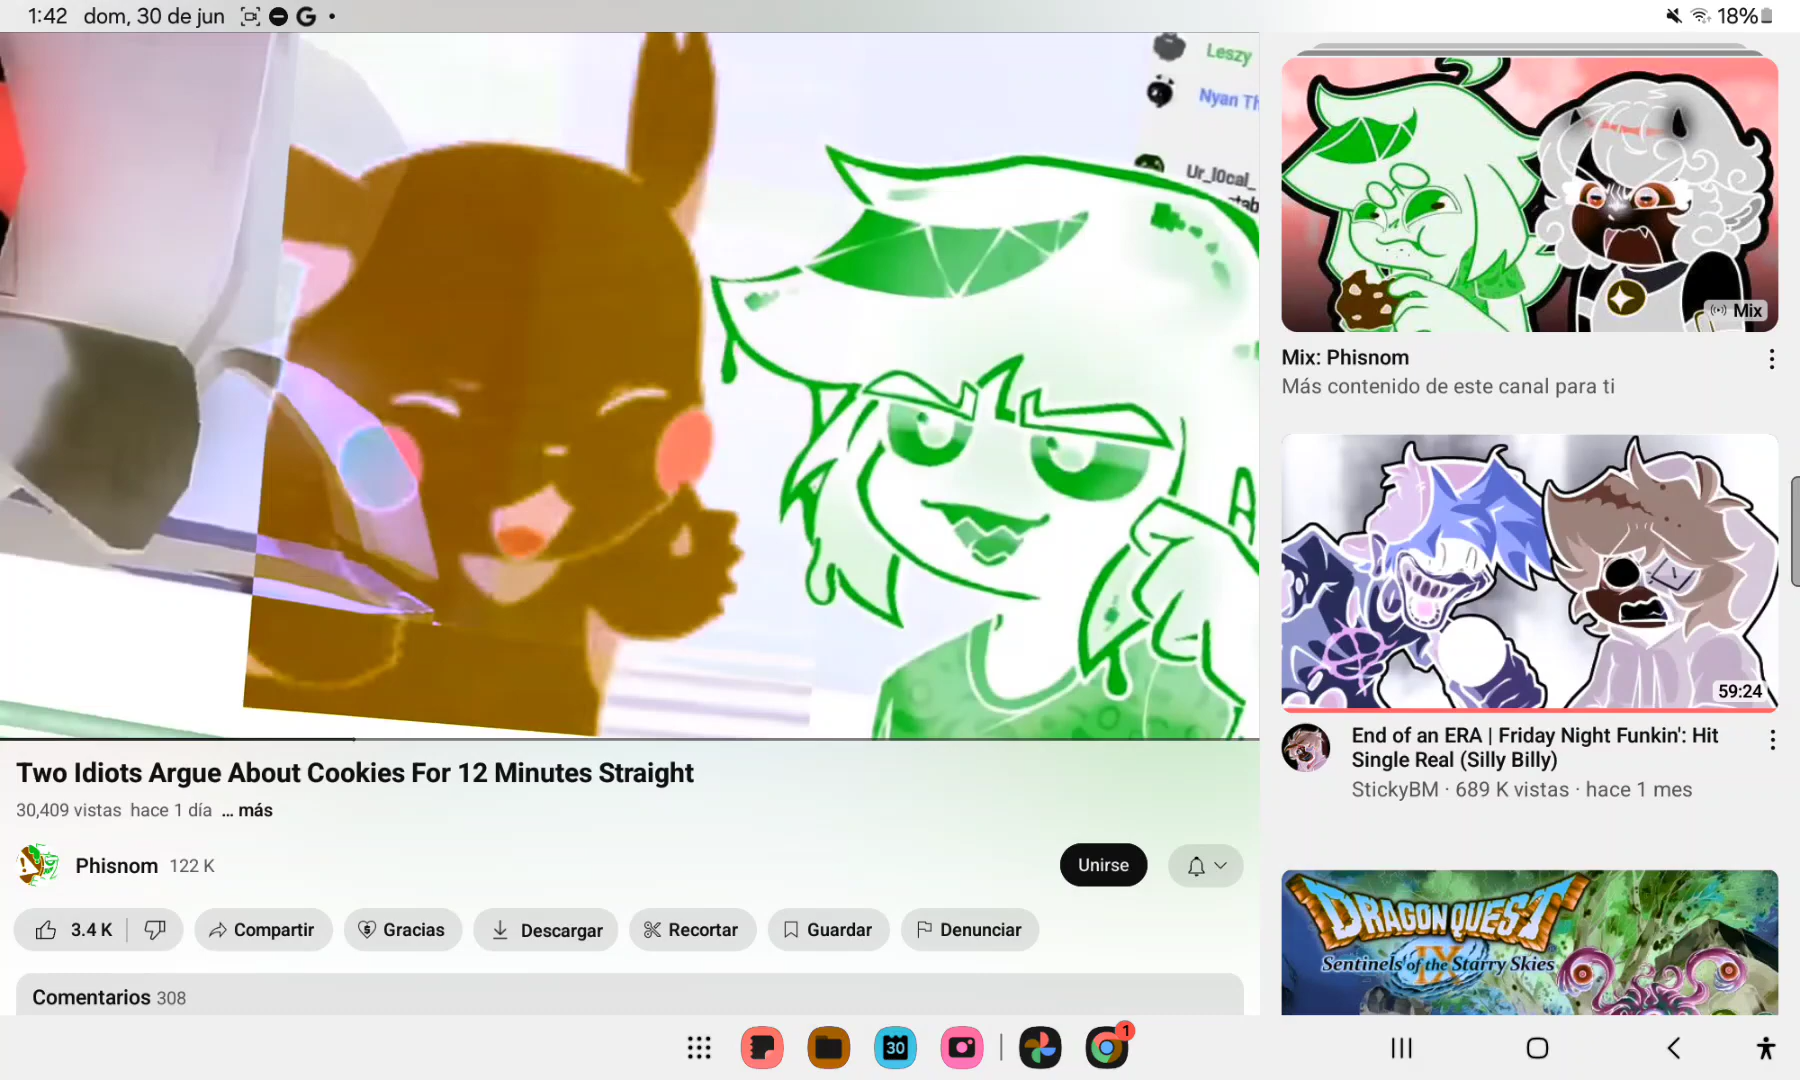 1:42 dom, 30 de jun
18%
Leszy
Nyan Th
Ur_l0cal_
Mix
Mix: Phisnom
Más contenido de este canal para ti
59:24
End of an ERA | Friday Night Funkin': Hit
Single Real (Silly Billy)
StickyBM · 689 K vistas · hace 1 mes
DRAGON QUEST
IX
Sentinels of the Starry Skies
Two Idiots Argue About Cookies For 12 Minutes Straight
30,409 vistas hace 1 día ... más
Phisnom 122 K
Unirse
3.4 K
Compartir
Gracias
Descargar
Recortar
Guardar
Denunciar
Comentarios 308
30
1